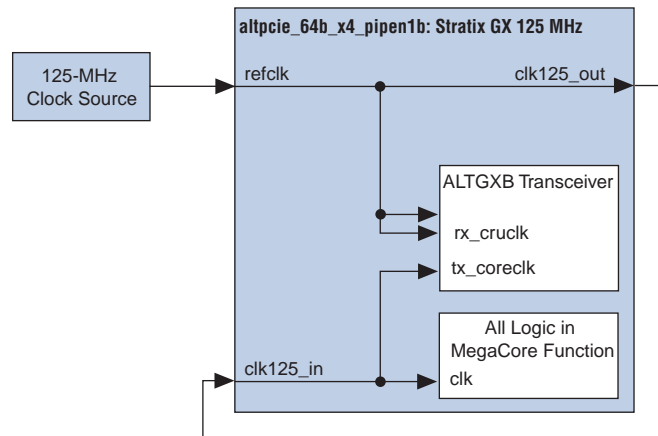 altpcie_64b_x4_pipen1b: Stratix GX 125 MHz
125-MHz
Clock Source
refclk
clk125_out
ALTGXB Transceiver
rx_cruclk
tx_coreclk
All Logic in
MegaCore Function
clk
clk125_in